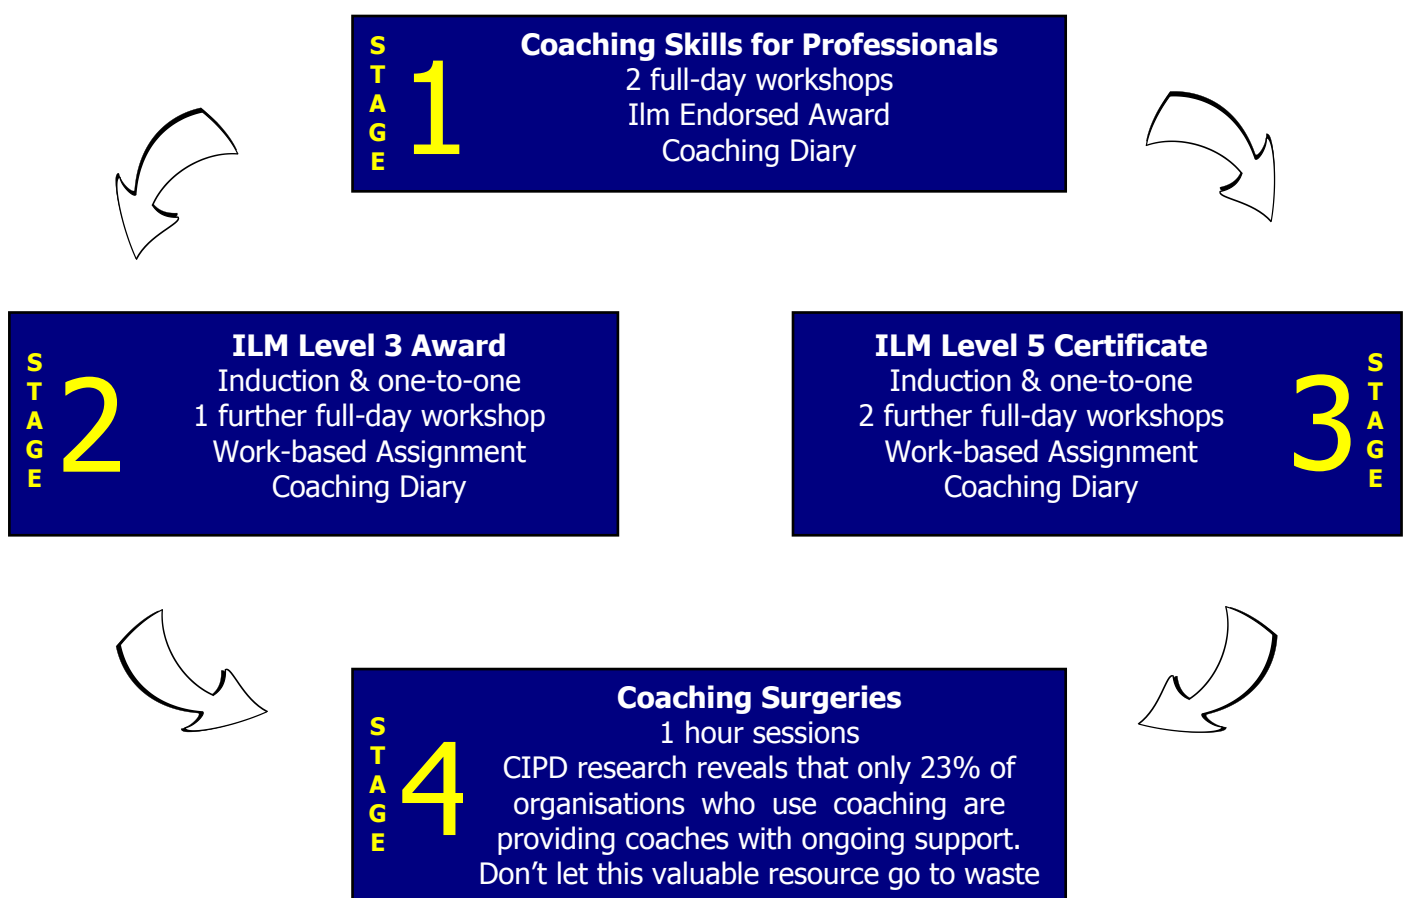 STAGE
1
Coaching Skills for Professionals
2 full-day workshops
Ilm Endorsed Award
Coaching Diary
STAGE
2
ILM Level 3 Award
Induction & one-to-one
1 further full-day workshop
Work-based Assignment
Coaching Diary
ILM Level 5 Certificate
Induction & one-to-one
2 further full-day workshops
Work-based Assignment
Coaching Diary
3
STAGE
STAGE
4
Coaching Surgeries
1 hour sessions
CIPD research reveals that only 23% of
organisations who use coaching are
providing coaches with ongoing support.
Don’t let this valuable resource go to waste